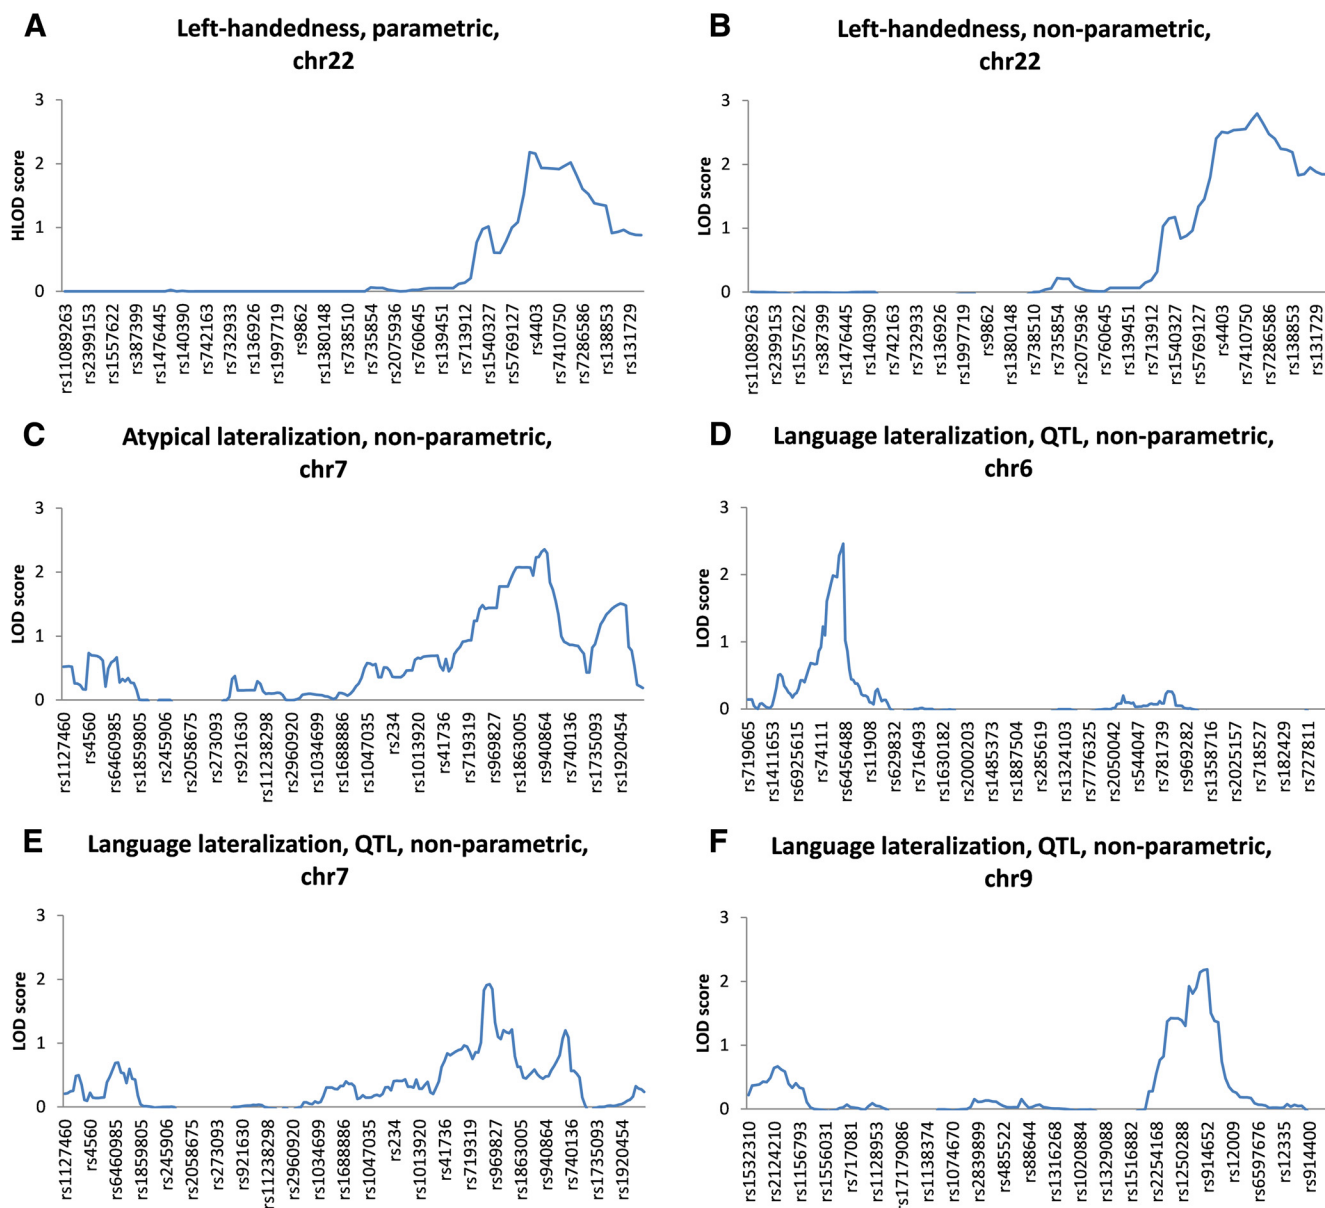 A
Left-handedness, parametric,
chr22
HLOD score
3
2
1
0
rs11089263
rs2399153
rs1557622
rs387399
rs1476445
rs140390
rs742163
rs732933
rs136926
rs1997719
rs9862
rs1380148
rs738510
rs735854
rs2075936
rs760645
rs139451
rs713912
rs1540327
rs5769127
rs4403
rs7410750
rs7286586
rs138853
rs131729
B
Left-handedness, non-parametric,
chr22
LOD score
3
2
1
0
rs11089263
rs2399153
rs1557622
rs387399
rs1476445
rs140390
rs742163
rs732933
rs136926
rs1997719
rs9862
rs1380148
rs738510
rs735854
rs2075936
rs760645
rs139451
rs713912
rs1540327
rs5769127
rs4403
rs7410750
rs7286586
rs138853
rs131729
C
Atypical lateralization, non-parametric,
chr7
LOD score
3
2
1
0
rs1127460
rs4560
rs6460985
rs1859805
rs245906
rs2058675
rs273093
rs921630
rs11238298
rs2960920
rs1034699
rs1688886
rs1047035
rs234
rs1013920
rs41736
rs719319
rs969827
rs1863005
rs940864
rs740136
rs1735093
rs1920454
D
Language lateralization, QTL, non-parametric,
chr6
LOD score
3
2
1
0
rs719065
rs1411653
rs6925615
rs74111
rs6456488
rs111908
rs629832
rs716493
rs1630182
rs2000203
rs1485373
rs1887504
rs285619
rs1324103
rs7776325
rs2050042
rs544047
rs781739
rs969282
rs1358716
rs2025157
rs718527
rs182429
rs727811
E
Language lateralization, QTL, non-parametric,
chr7
LOD score
3
2
1
0
rs1127460
rs4560
rs6460985
rs1859805
rs245906
rs2058675
rs273093
rs921630
rs11238298
rs2960920
rs1034699
rs1688886
rs1047035
rs234
rs1013920
rs41736
rs719319
rs969827
rs1863005
rs940864
rs740136
rs1735093
rs1920454
F
Language lateralization, QTL, non-parametric,
chr9
LOD score
3
2
1
0
rs1532310
rs2124210
rs1156793
rs1556031
rs717081
rs1128953
rs17179086
rs1138374
rs1074670
rs2839899
rs485522
rs88644
rs1316268
rs1020884
rs1329088
rs1516882
rs2254168
rs1250288
rs914652
rs12009
rs6597676
rs12335
rs914400